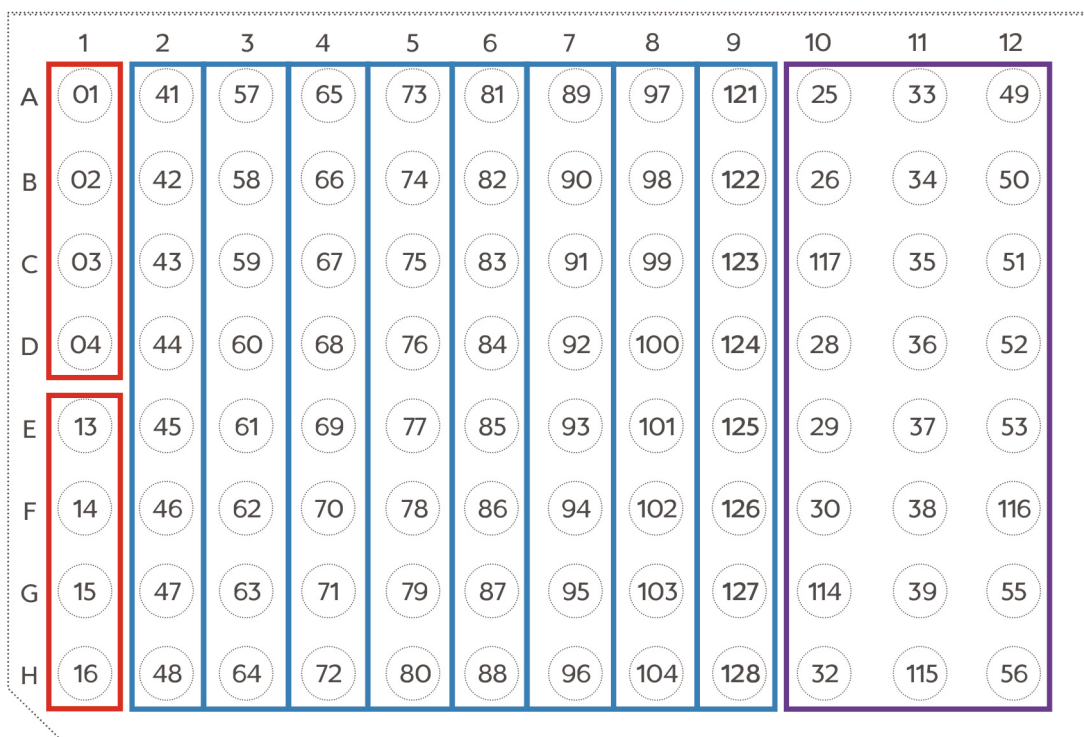 1 2 3 4 5 6 7 8 9 10 11 12
A 01 41 57 65 73 81 89 97 121 25 33 49
B 02 42 58 66 74 82 90 98 122 26 34 50
C 03 43 59 67 75 83 91 99 123 117 35 51
D 04 44 60 68 76 84 92 100 124 28 36 52
E 13 45 61 69 77 85 93 101 125 29 37 53
F 14 46 62 70 78 86 94 102 126 30 38 116
G 15 47 63 71 79 87 95 103 127 114 39 55
H 16 48 64 72 80 88 96 104 128 32 115 56